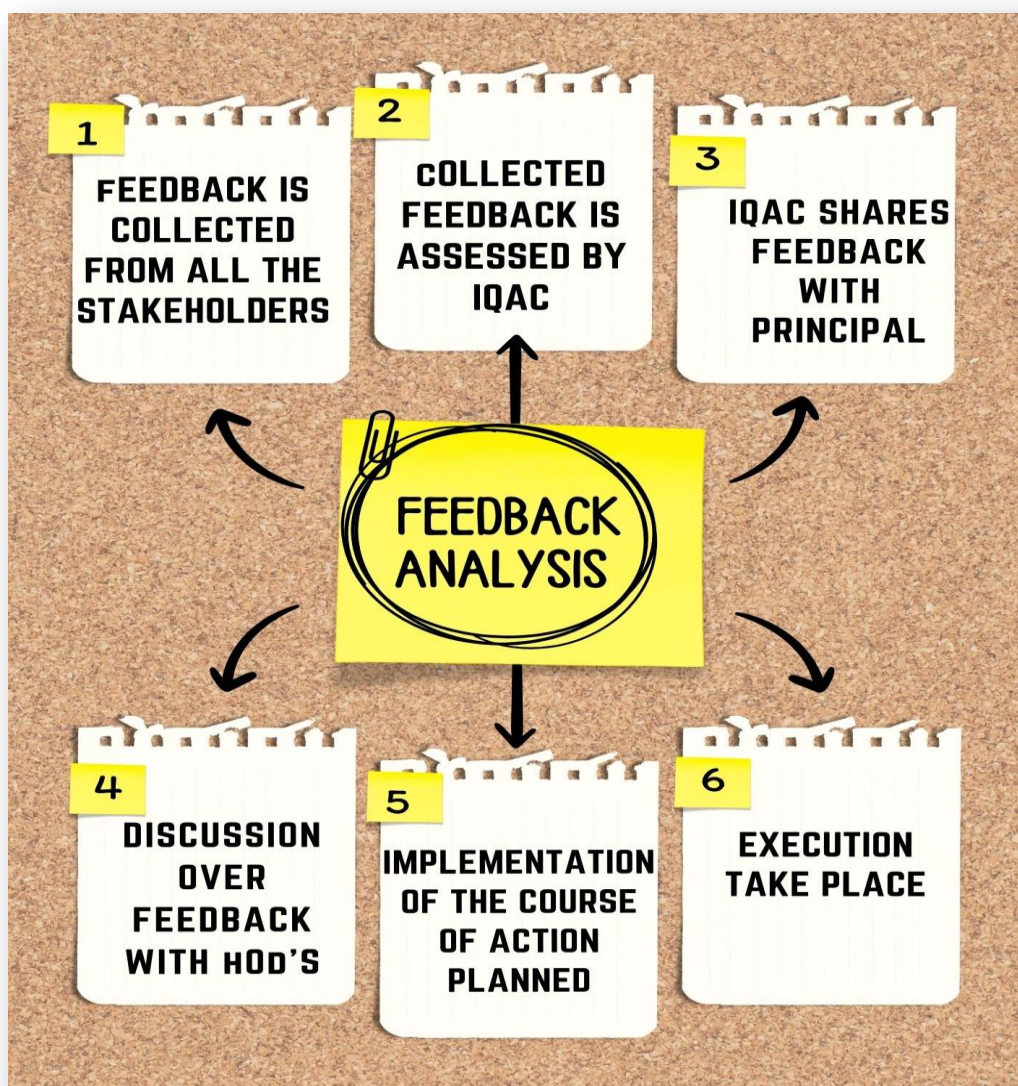 1
FEEDBACK IS
COLLECTED
FROM ALL THE
STAKEHOLDERS
2
COLLECTED
FEEDBACK IS
ASSESSED BY
IQAC
3
IQAC SHARES
FEEDBACK
WITH
PRINCIPAL
FEEDBACK
ANALYSIS
4
DISCUSSION
OVER
FEEDBACK
WITH HOD'S
5
IMPLEMENTATION
OF THE COURSE
OF ACTION
PLANNED
6
EXECUTION
TAKE PLACE